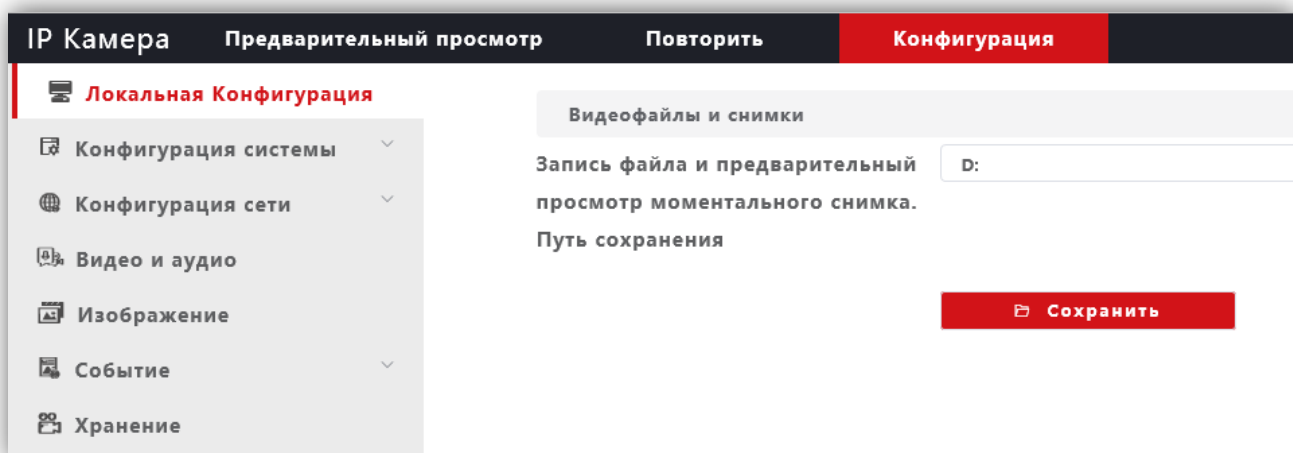 IP Камера Предварительный просмотр Повторить Конфигурация
Локальная Конфигурация
Конфигурация системы
Конфигурация сети
Видео и аудио
Изображение
Событие
Хранение
Видеофайлы и снимки
Запись файла и предварительный
просмотр моментального снимка.
Путь сохранения
D:
Сохранить